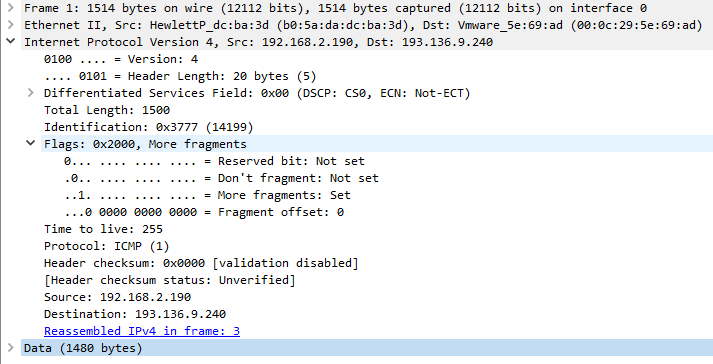 Frame 1: 1514 bytes on wire (12112 bits), 1514 bytes captured (12112 bits) on interface 0
Ethernet II, Src: HewlettP_dc:ba:3d (b0:5a:da:dc:ba:3d), Dst: Vmware_5e:69:ad (00:0c:29:5e:69:ad)
Internet Protocol Version 4, Src: 192.168.2.190, Dst: 193.136.9.240
0100 .... = Version: 4
.... 0101 = Header Length: 20 bytes (5)
Differentiated Services Field: 0x00 (DSCP: CS0, ECN: Not-ECT)
Total Length: 1500
Identification: 0x3777 (14199)
Flags: 0x2000, More fragments
0... .... .... .... = Reserved bit: Not set
.0.. .... .... .... = Don't fragment: Not set
..1. .... .... .... = More fragments: Set
...0 0000 0000 0000 = Fragment offset: 0
Time to live: 255
Protocol: ICMP (1)
Header checksum: 0x0000 [validation disabled]
[Header checksum status: Unverified]
Source: 192.168.2.190
Destination: 193.136.9.240
Reassembled IPv4 in frame: 3
Data (1480 bytes)